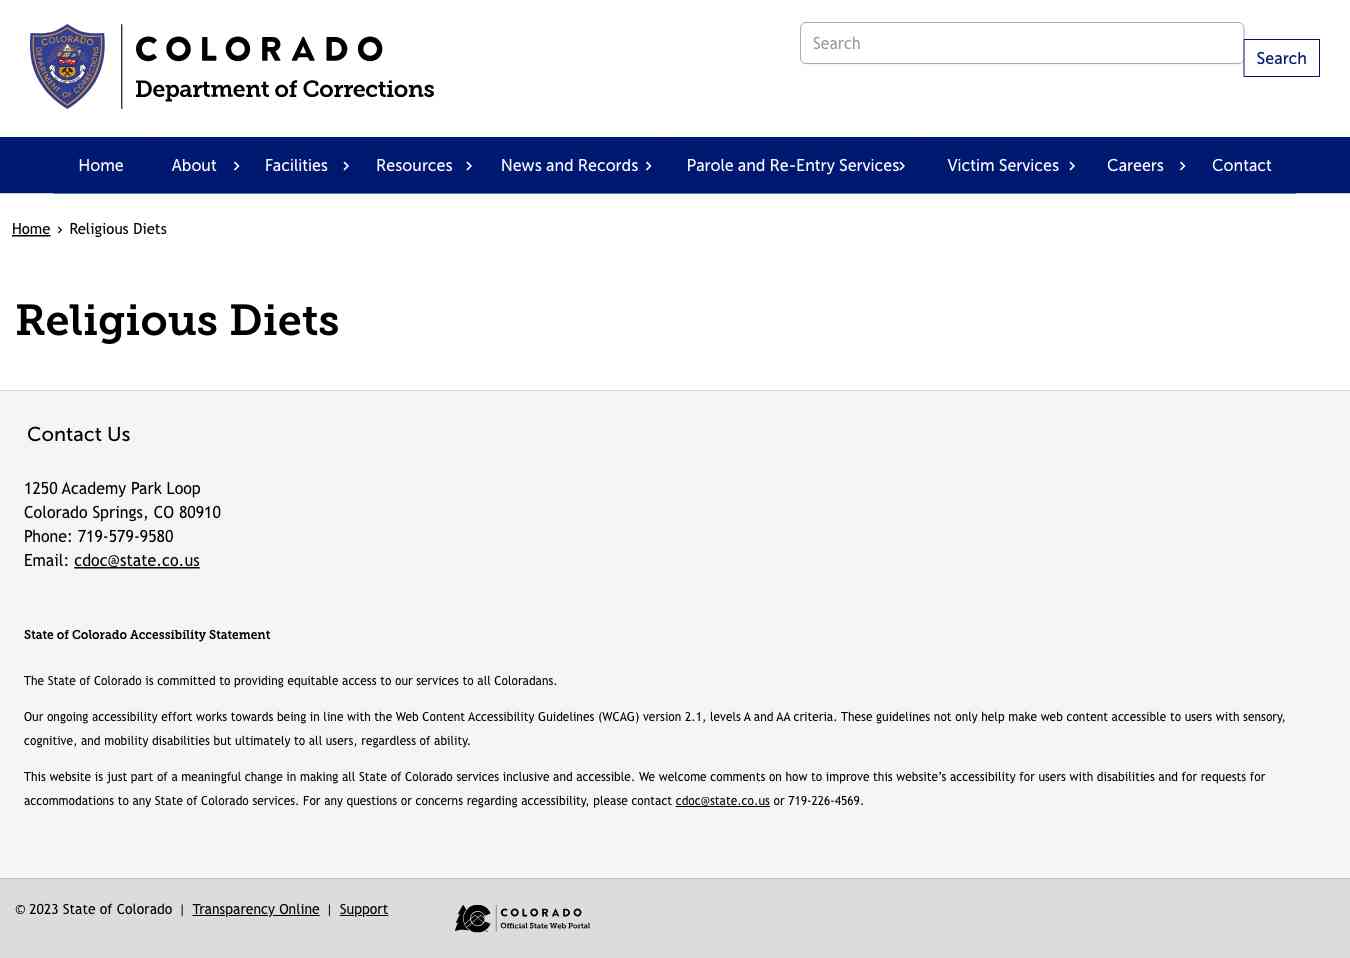 COLORADO
Department of Corrections
Search
Search
Home About Facilities Resources News and Records Parole and Re-Entry Services Victim Services Careers Contact
Home › Religious Diets
Religious Diets
Contact Us
1250 Academy Park Loop
Colorado Springs, CO 80910
Phone: 719-579-9580
Email: cdoc@state.co.us
State of Colorado Accessibility Statement
The State of Colorado is committed to providing equitable access to our services to all Coloradans.
Our ongoing accessibility effort works towards being in line with the Web Content Accessibility Guidelines (WCAG) version 2.1, levels A and AA criteria. These guidelines not only help make web content accessible to users with sensory,
cognitive, and mobility disabilities but ultimately to all users, regardless of ability.
This website is just part of a meaningful change in making all State of Colorado services inclusive and accessible. We welcome comments on how to improve this website’s accessibility for users with disabilities and for requests for
accommodations to any State of Colorado services. For any questions or concerns regarding accessibility, please contact cdoc@state.co.us or 719-226-4569.
© 2023 State of Colorado | Transparency Online | Support
COLORADO
Official State Web Portal